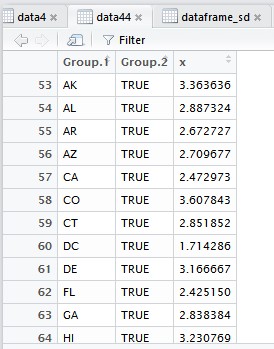 data4 × data44 × dataframe_sd ×
Filter
Group.1 Group.2 x
53 AK TRUE 3.363636
54 AL TRUE 2.887324
55 AR TRUE 2.672727
56 AZ TRUE 2.709677
57 CA TRUE 2.472973
58 CO TRUE 3.607843
59 CT TRUE 2.851852
60 DC TRUE 1.714286
61 DE TRUE 3.166667
62 FL TRUE 2.425150
63 GA TRUE 2.838384
64 HI TRUE 3.230769